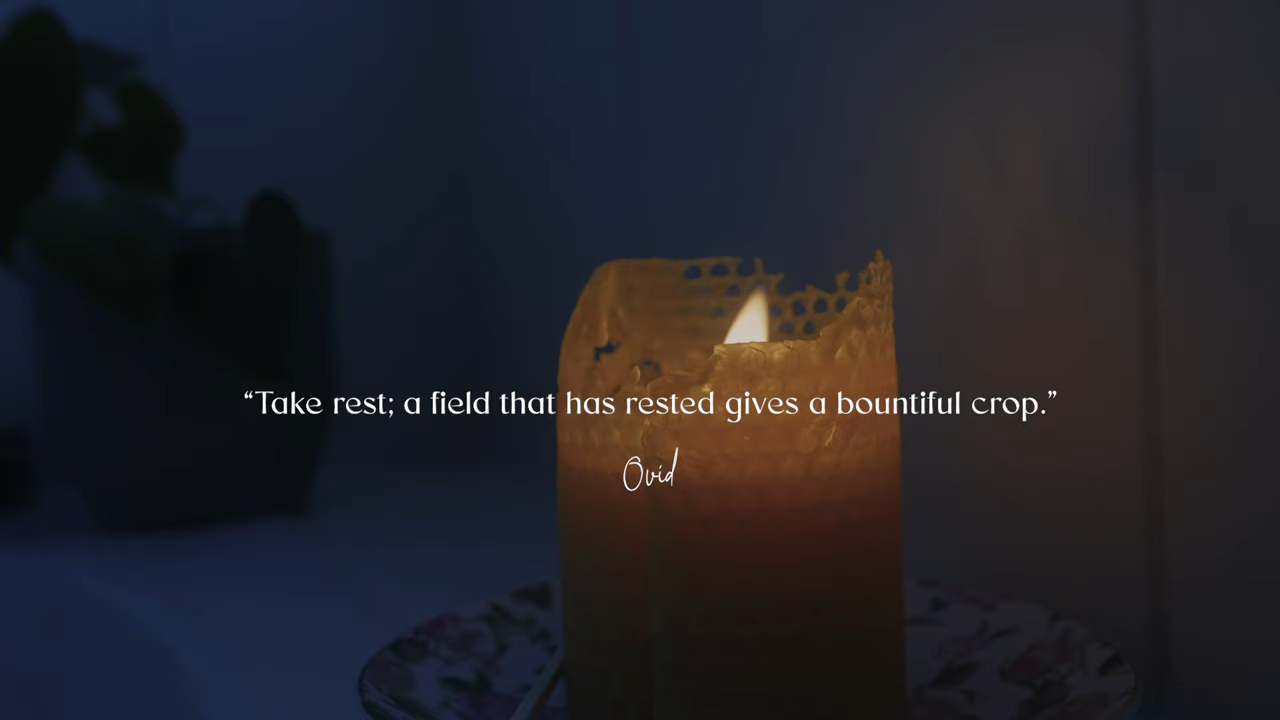 “Take rest; a field that has rested gives a bountiful crop.”
Ovid